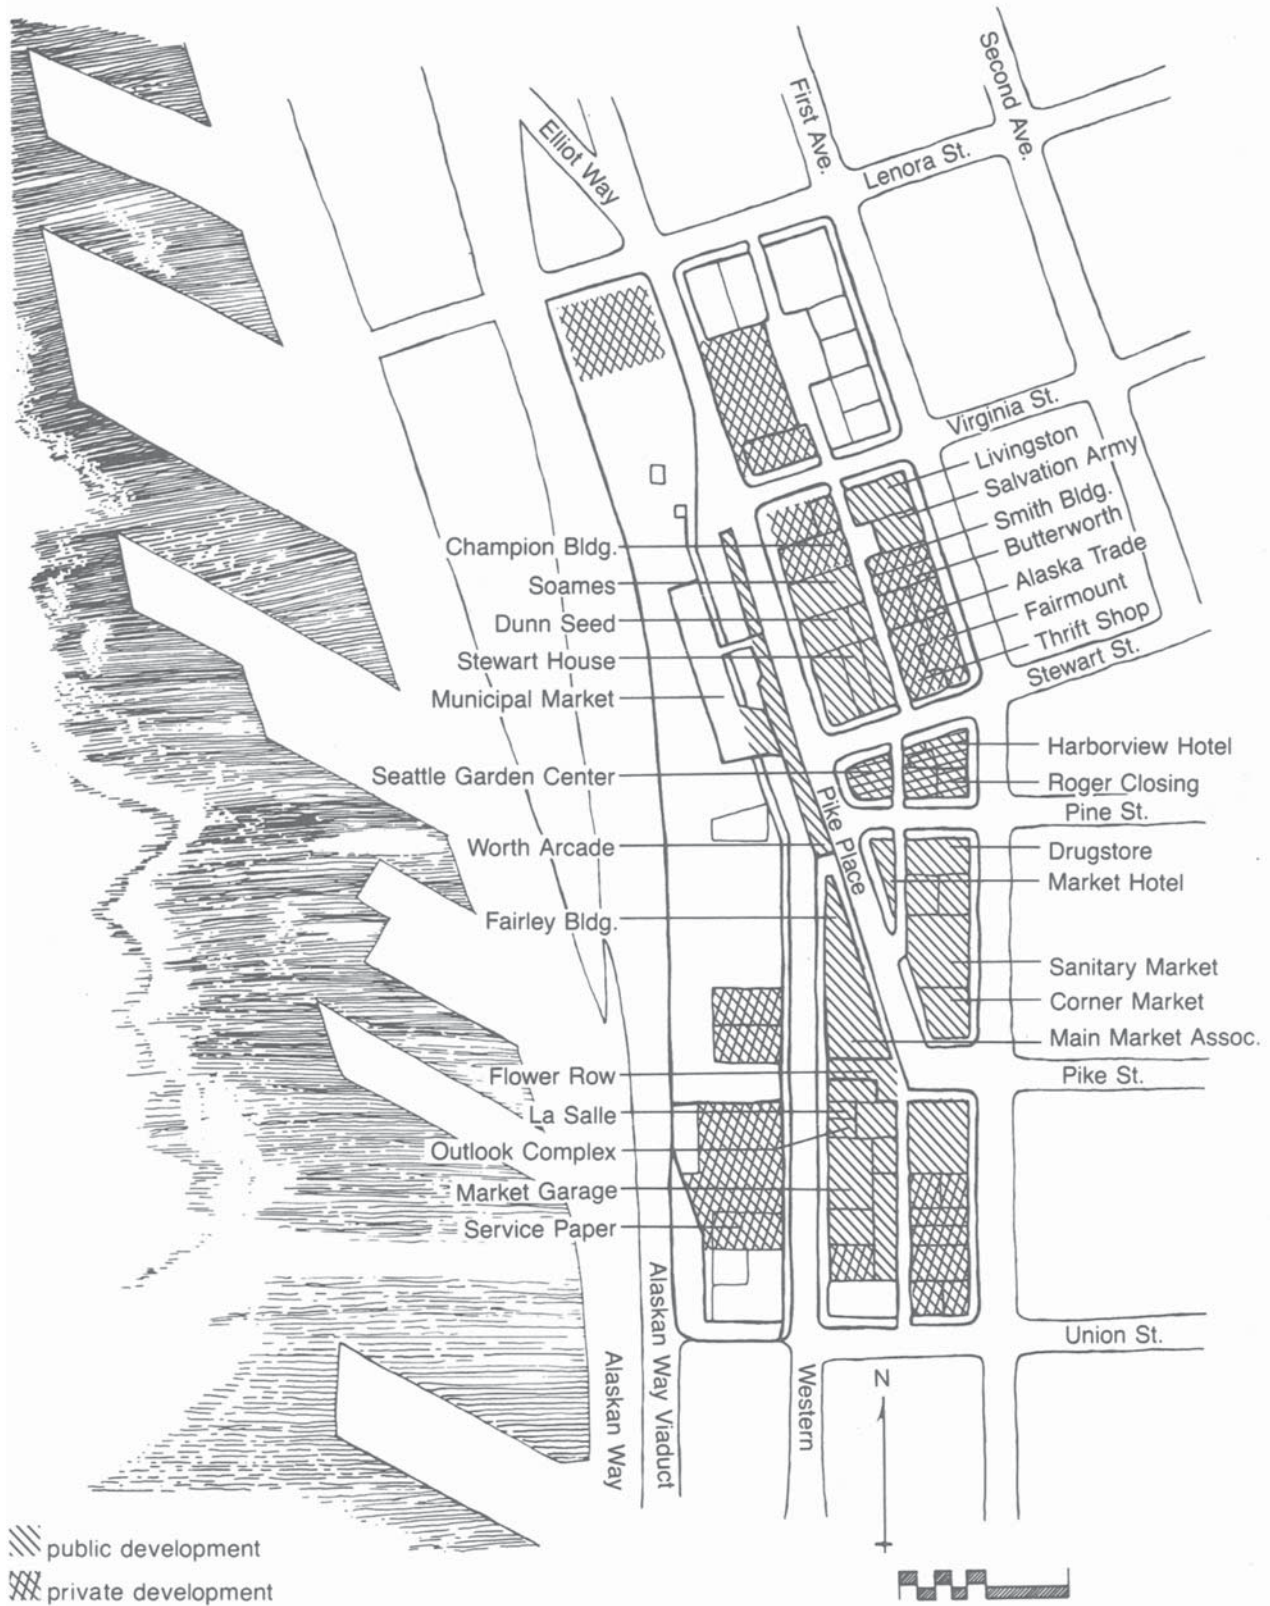 Second Ave.
First Ave.
Elliot Way
Lenora St.
Virginia St.
Livingston
Salvation Army
Smith Bldg.
Butterworth
Alaska Trade
Fairmount
Thrift Shop
Stewart St.
Champion Bldg.
Soames
Dunn Seed
Stewart House
Municipal Market
Seattle Garden Center
Worth Arcade
Fairley Bldg.
Pike Place
Harborview Hotel
Roger Closing
Pine St.
Drugstore
Market Hotel
Sanitary Market
Corner Market
Main Market Assoc.
Pike St.
Flower Row
La Salle
Outlook Complex
Market Garage
Service Paper
Union St.
Alaskan Way Viaduct
Alaskan Way
Western
N
public development
private development